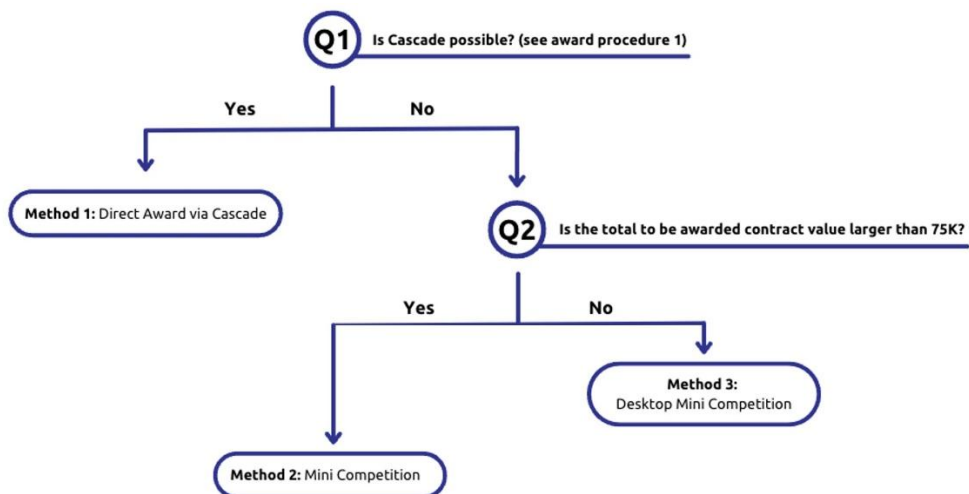 Q1 Is Cascade possible? (see award procedure 1)
Yes No
Method 1: Direct Award via Cascade
Q2 Is the total to be awarded contract value larger than 75K?
Yes No
Method 3:
Desktop Mini Competition
Method 2: Mini Competition